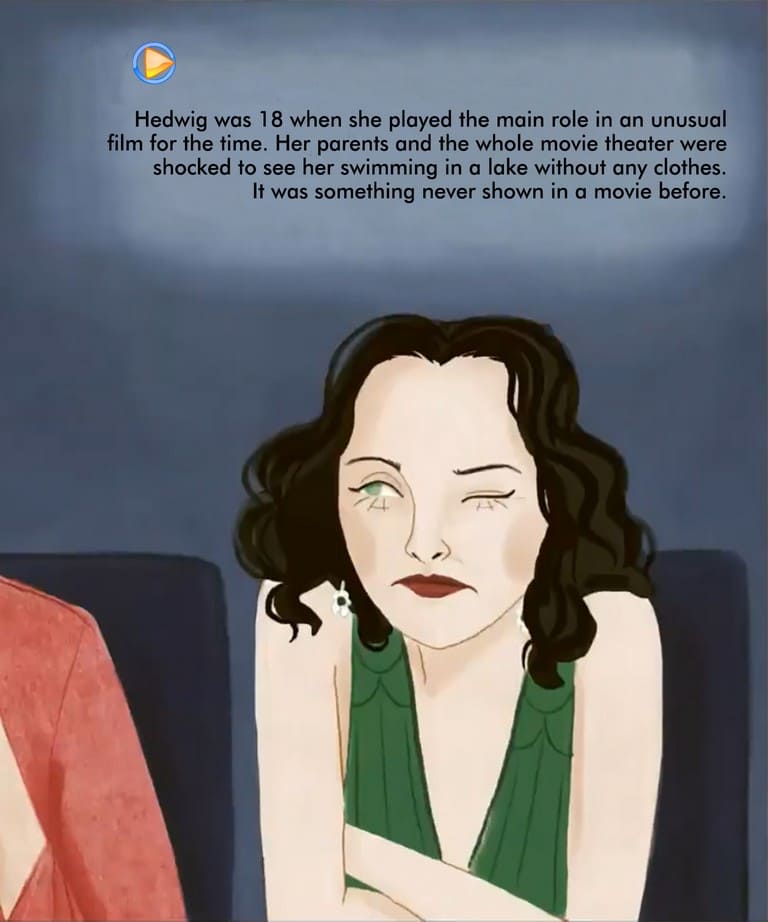 Hedwig was 18 when she played the main role in an unusual
film for the time. Her parents and the whole movie theater were
shocked to see her swimming in a lake without any clothes.
It was something never shown in a movie before.